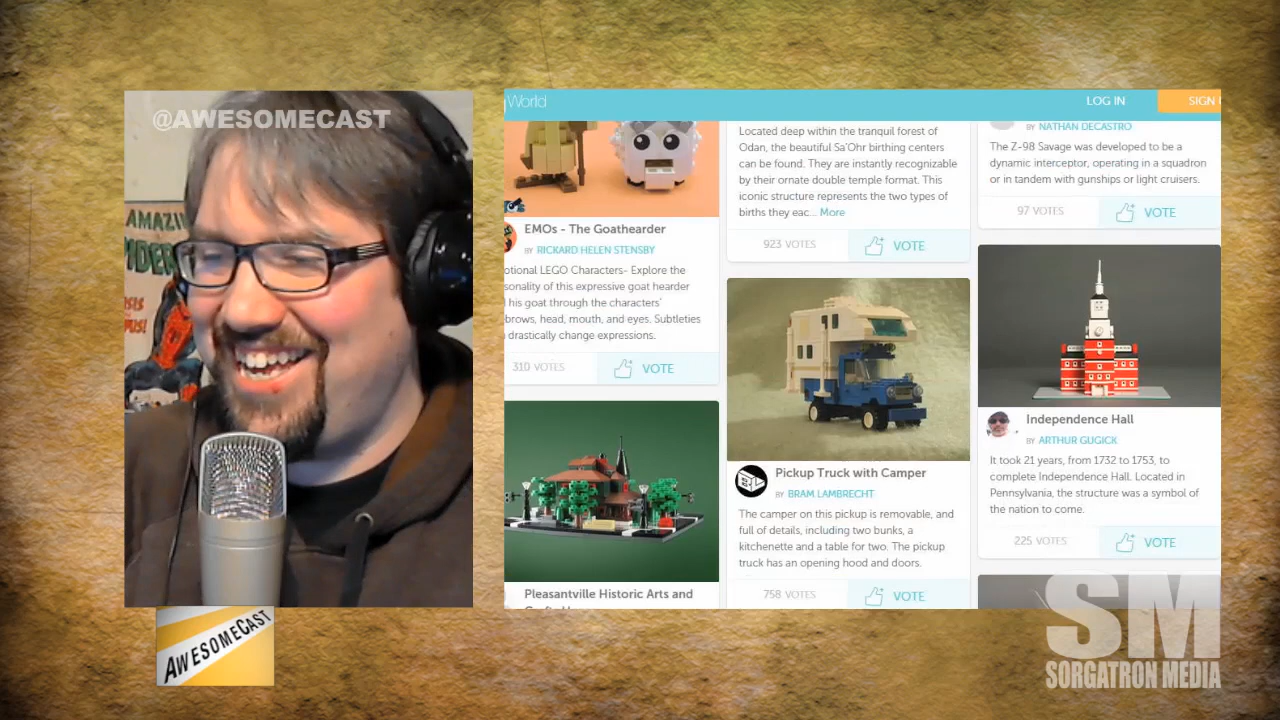 @AWESOMECAST
AMAZI
World
LOG IN
SIGN
EMOs - The Goathearder
BY RICKARD HELEN STENSBY
otional LEGO Characters- Explore the
sonality of this expressive goat hearder
his goat through the characters'
brows, head, mouth, and eyes. Subtleties
drastically change expressions.
310 VOTES
VOTE
Pleasantville Historic Arts and
Located deep within the tranquil forest of
Odan, the beautiful Sa'Ohr birthing centers
can be found. They are instantly recognizable
by their ornate double temple format. This
iconic structure represents the two types of
births they eac... More
923 VOTES
VOTE
Pickup Truck with Camper
BY BRAM LAMBRECHT
The camper on this pickup is removable, and
full of details, including two bunks, a
kitchenette and a table for two. The pickup
truck has an opening hood and doors.
758 VOTES
VOTE
BY NATHAN DECASTRO
The Z-98 Savage was developed to be a
dynamic interceptor, operating in a squadron
or in tandem with gunships or light cruisers.
97 VOTES
VOTE
Independence Hall
BY ARTHUR GUGICK
It took 21 years, from 1732 to 1753, to
complete Independence Hall. Located in
Pennsylvania, the structure was a symbol of
the nation to come.
225 VOTES
VOTE
AWESOMECAST
SM
SORGATRON MEDIA